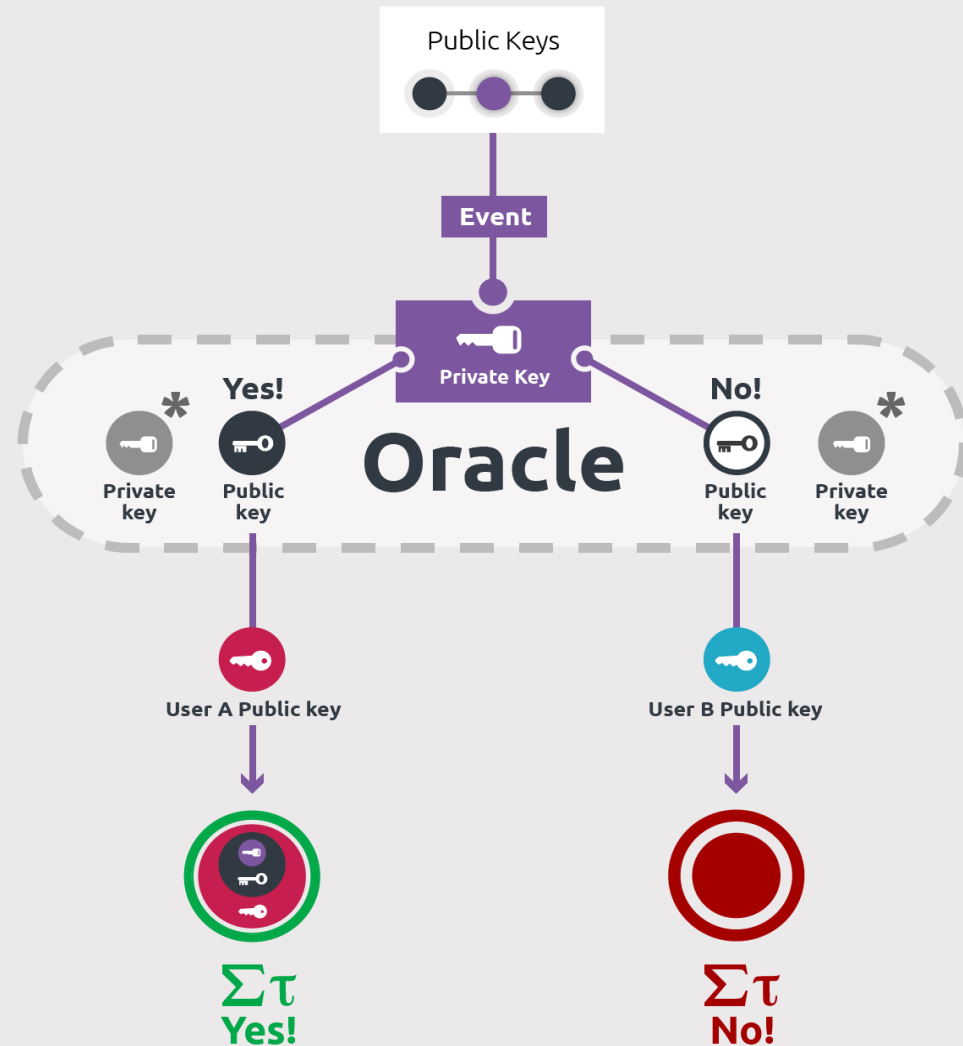 Public Keys
Event
Private Key
Yes!
No!
*
*
Oracle
Private
key
Public
key
Public
key
Private
key
User A Public key
User B Public key
Στ
Yes!
Στ
No!